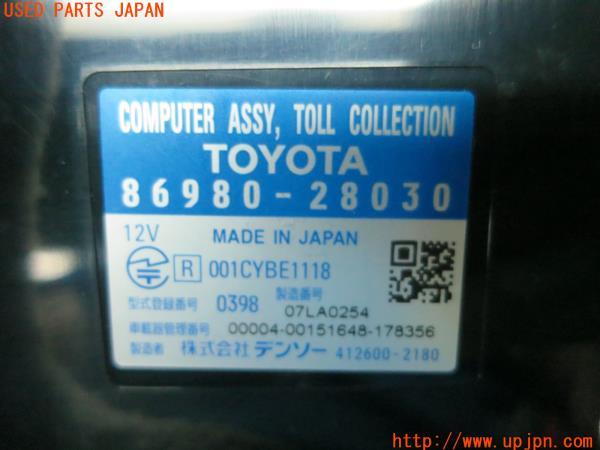 USED PARTS JAPAN
COMPUTER ASSY, TOLL COLLECTION
TOYOTA
86980-28030
12V MADE IN JAPAN
R 001CYBE1118
型式登録番号 0398 製造番号 07LA0254
車載器管理番号 00004-00151648-178356
製造者 株式会社デンソー 412600-2180
http://www.upjpn.com/